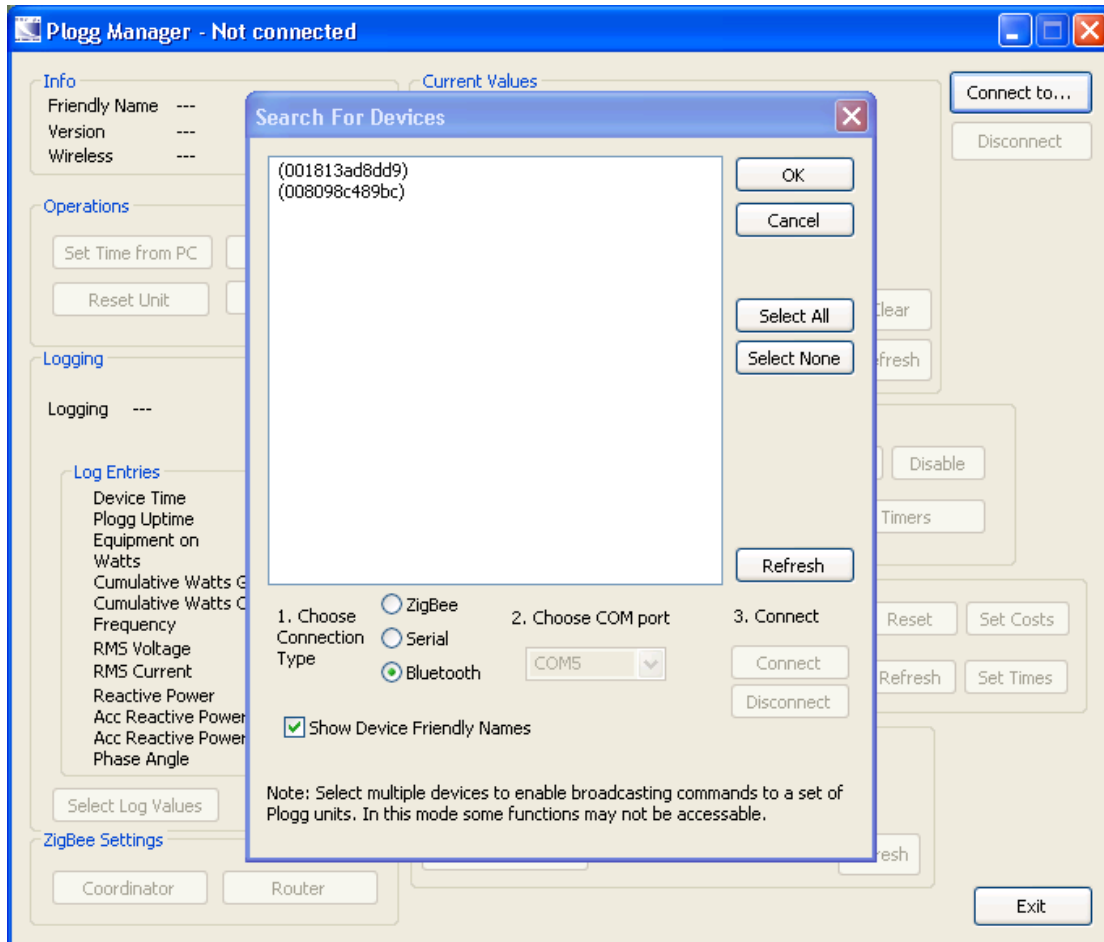 Plogg Manager - Not connected
Info
Friendly Name ---
Version ---
Wireless ---
Current Values
Connect to...
Disconnect
Search For Devices
(001813ad8dd9)
(008098c489bc)
OK
Cancel
Select All
Select None
Refresh
1. Choose
Connection
Type
ZigBee
Serial
Bluetooth
2. Choose COM port
COM5
3. Connect
Connect
Disconnect
Show Device Friendly Names
Note: Select multiple devices to enable broadcasting commands to a set of
Plogg units. In this mode some functions may not be accessable.
Operations
Set Time from PC
Reset Unit
Clear
Refresh
Logging
Logging ---
Disable
Timers
Log Entries
Device Time
Plogg Uptime
Equipment on
Watts
Cumulative Watts G
Cumulative Watts C
Frequency
RMS Voltage
RMS Current
Reactive Power
Acc Reactive Power
Acc Reactive Power
Phase Angle
Reset
Set Costs
Refresh
Set Times
Select Log Values
ZigBee Settings
Coordinator
Router
resh
Exit